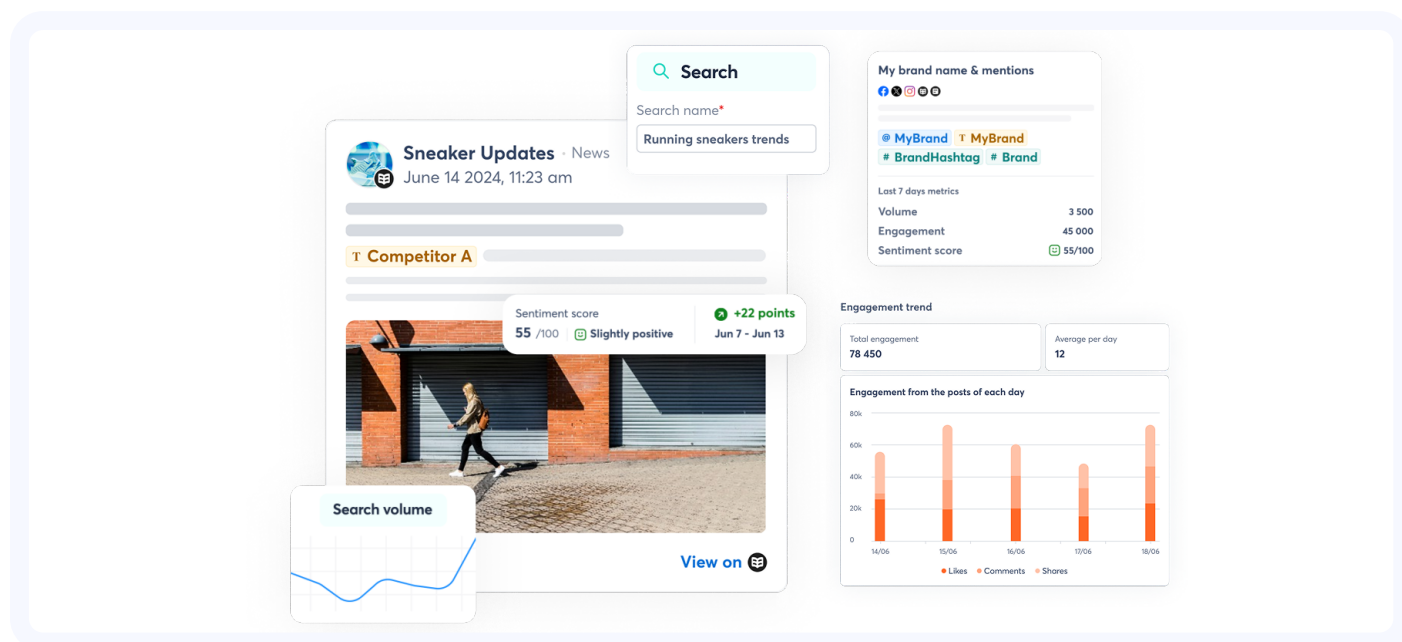 Search
Search name*
Running sneakers trends
Sneaker Updates · News
June 14 2024, 11:23 am
T Competitor A
Sentiment score
55 /100 Slightly positive
+22 points
Jun 7 - Jun 13
Search volume
View on
My brand name & mentions
@ MyBrand T MyBrand
# BrandHashtag # Brand
Last 7 days metrics
Volume 3 500
Engagement 45 000
Sentiment score 55/100
Engagement trend
Total engagement
78 450
Average per day
12
Engagement from the posts of each day
80k
60k
40k
20k
0
14/06 15/06 16/06 17/06 18/06
Likes Comments Shares